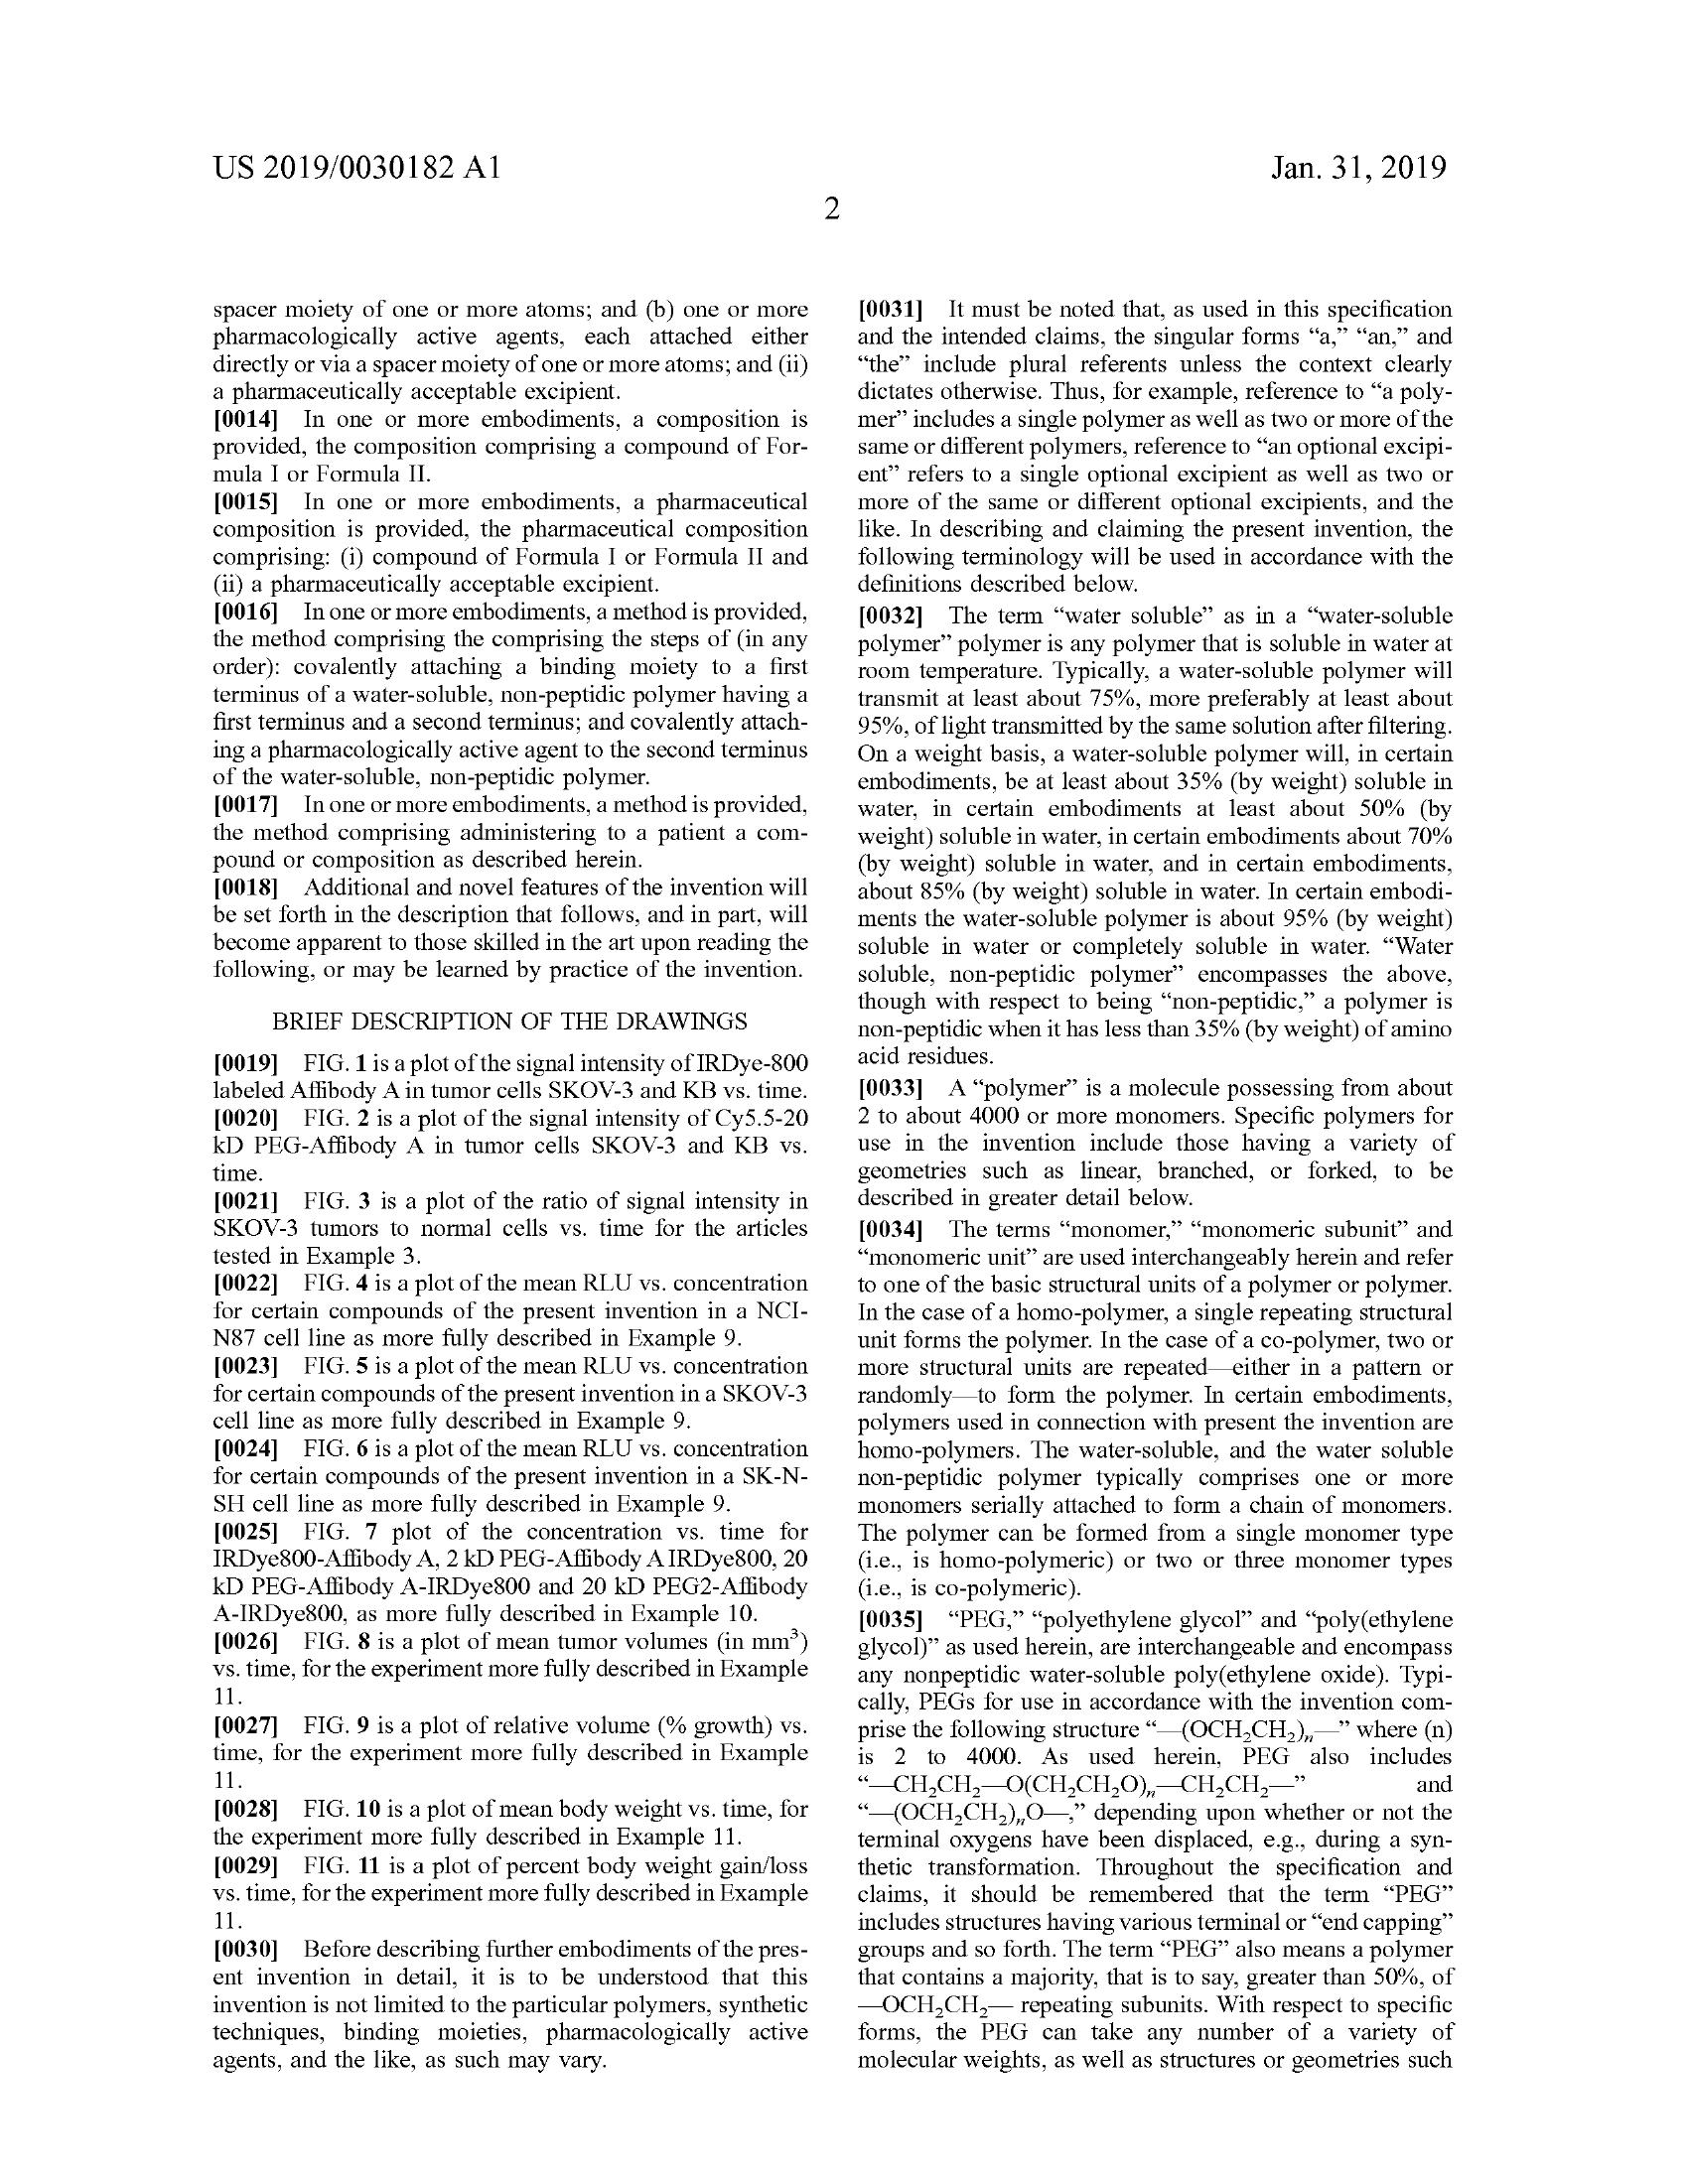 US 2019/0030182 A1
Jan. 31, 2019
2
spacer moiety of one or more atoms; and (b) one or more
pharmacologically active agents, each attached either
directly or via a spacer moiety of one or more atoms; and (ii)
a pharmaceutically acceptable excipient.
[0014] In one or more embodiments, a composition is
provided, the composition comprising a compound of For-
mula I or Formula II.
[0015] In one or more embodiments, a pharmaceutical
composition is provided, the pharmaceutical composition
comprising: (i) compound of Formula I or Formula II and
(ii) a pharmaceutically acceptable excipient.
[0016] In one or more embodiments, a method is provided,
the method comprising the comprising the steps of (in any
order): covalently attaching a binding moiety to a first
terminus of a water-soluble, non-peptidic polymer having a
first terminus and a second terminus; and covalently attach-
ing a pharmacologically active agent to the second terminus
of the water-soluble, non-peptidic polymer.
[0017] In one or more embodiments, a method is provided,
the method comprising administering to a patient a com-
pound or composition as described herein.
[0018] Additional and novel features of the invention will
be set forth in the description that follows, and in part, will
become apparent to those skilled in the art upon reading the
following, or may be learned by practice of the invention.
BRIEF DESCRIPTION OF THE DRAWINGS
[0019] FIG. 1 is a plot of the signal intensity of IRDye-800
labeled Affibody A in tumor cells SKOV-3 and KB vs. time.
[0020] FIG. 2 is a plot of the signal intensity of Cy5.5-20
kD PEG-Affibody A in tumor cells SKOV-3 and KB vs.
time.
[0021] FIG. 3 is a plot of the ratio of signal intensity in
SKOV-3 tumors to normal cells vs. time for the articles
tested in Example 3.
[0022] FIG. 4 is a plot of the mean RLU vs. concentration
for certain compounds of the present invention in a NCI-
N87 cell line as more fully described in Example 9.
[0023] FIG. 5 is a plot of the mean RLU vs. concentration
for certain compounds of the present invention in a SKOV-3
cell line as more fully described in Example 9.
[0024] FIG. 6 is a plot of the mean RLU vs. concentration
for certain compounds of the present invention in a SK-N-
SH cell line as more fully described in Example 9.
[0025] FIG. 7 plot of the concentration vs. time for
IRDye800-Affibody A, 2 kD PEG-Affibody A IRDye800, 20
kD PEG-Affibody A-IRDye800 and 20 kD PEG2-Affibody
A-IRDye800, as more fully described in Example 10.
[0026] FIG. 8 is a plot of mean tumor volumes (in mm³)
vs. time, for the experiment more fully described in Example
11.
[0027] FIG. 9 is a plot of relative volume (% growth) vs.
time, for the experiment more fully described in Example
11.
[0028] FIG. 10 is a plot of mean body weight vs. time, for
the experiment more fully described in Example 11.
[0029] FIG. 11 is a plot of percent body weight gain/loss
vs. time, for the experiment more fully described in Example
11.
[0030] Before describing further embodiments of the pres-
ent invention in detail, it is to be understood that this
invention is not limited to the particular polymers, synthetic
techniques, binding moieties, pharmacologically active
agents, and the like, as such may vary.
[0031] It must be noted that, as used in this specification
and the intended claims, the singular forms “a,” “an,” and
“the” include plural referents unless the context clearly
dictates otherwise. Thus, for example, reference to “a poly-
mer” includes a single polymer as well as two or more of the
same or different polymers, reference to “an optional excipi-
ent” refers to a single optional excipient as well as two or
more of the same or different optional excipients, and the
like. In describing and claiming the present invention, the
following terminology will be used in accordance with the
definitions described below.
[0032] The term “water soluble” as in a “water-soluble
polymer” polymer is any polymer that is soluble in water at
room temperature. Typically, a water-soluble polymer will
transmit at least about 75%, more preferably at least about
95%, of light transmitted by the same solution after filtering.
On a weight basis, a water-soluble polymer will, in certain
embodiments, be at least about 35% (by weight) soluble in
water, in certain embodiments at least about 50% (by
weight) soluble in water, in certain embodiments about 70%
(by weight) soluble in water, and in certain embodiments,
about 85% (by weight) soluble in water. In certain embodi-
ments the water-soluble polymer is about 95% (by weight)
soluble in water or completely soluble in water. “Water
soluble, non-peptidic polymer” encompasses the above,
though with respect to being “non-peptidic,” a polymer is
non-peptidic when it has less than 35% (by weight) of amino
acid residues.
[0033] A “polymer” is a molecule possessing from about
2 to about 4000 or more monomers. Specific polymers for
use in the invention include those having a variety of
geometries such as linear, branched, or forked, to be
described in greater detail below.
[0034] The terms “monomer,” “monomeric subunit” and
“monomeric unit” are used interchangeably herein and refer
to one of the basic structural units of a polymer or polymer.
In the case of a homo-polymer, a single repeating structural
unit forms the polymer. In the case of a co-polymer, two or
more structural units are repeated—either in a pattern or
randomly—to form the polymer. In certain embodiments,
polymers used in connection with present the invention are
homo-polymers. The water-soluble, and the water soluble
non-peptidic polymer typically comprises one or more
monomers serially attached to form a chain of monomers.
The polymer can be formed from a single monomer type
(i.e., is homo-polymeric) or two or three monomer types
(i.e., is co-polymeric).
[0035] “PEG,” “polyethylene glycol” and “poly(ethylene
glycol)” as used herein, are interchangeable and encompass
any nonpeptidic water-soluble poly(ethylene oxide). Typi-
cally, PEGs for use in accordance with the invention com-
prise the following structure “—(OCH₂CH₂)ₙ—” where (n)
is 2 to 4000. As used herein, PEG also includes
“—CH₂CH₂—O(CH₂CH₂O)ₙ—CH₂CH₂—” and
“—(OCH₂CH₂)ₙO—,” depending upon whether or not the
terminal oxygens have been displaced, e.g., during a syn-
thetic transformation. Throughout the specification and
claims, it should be remembered that the term “PEG”
includes structures having various terminal or “end capping”
groups and so forth. The term “PEG” also means a polymer
that contains a majority, that is to say, greater than 50%, of
—OCH₂CH₂— repeating subunits. With respect to specific
forms, the PEG can take any number of a variety of
molecular weights, as well as structures or geometries such